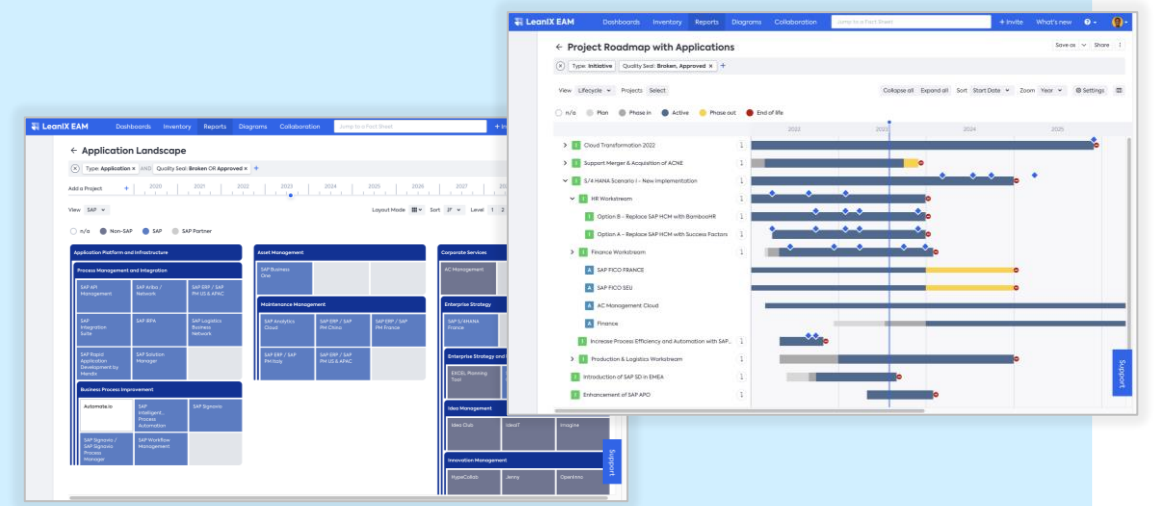 LeanIX EAM Dashboards Inventory Reports Diagrams Collaboration Jump to a Fact Sheet + Invite What's new
← Project Roadmap with Applications Save as Share
Type: Initiative Quality Seal: Broken, Approved × +
View Lifecycle Projects Select Collapse all Expand all Sort Start Date Zoom Year Settings
n/a Plan Phase in Active Phase out End of life
2022 2023 2024 2025
Cloud Transformation 2022
Support Merger & Acquisition of ACME
S/4 HANA Scenario I - New Implementation
HR Workstream
Option B - Replace SAP HCM with BambooHR
Option A - Replace SAP HCM with Success Factors
Finance Workstream
A SAP FICO FRANCE
A SAP FICO SEU
A AC Management Cloud
A Finance
Increase Process Efficiency and Automation with SAP...
Production & Logistics Workstream
Introduction of SAP SD in EMEA
Enhancement of SAP APO
Support
LeanIX EAM Dashboards Inventory Reports Diagrams Collaboration Jump to a Fact Sheet
← Application Landscape
Type: Application × AND Quality Seal: Broken OR Approved × +
Add a Project + 2020 2021 2022 2023 2024 2025 2026 2027
View SAP Layout Mode Sort Level 1 2
n/a Non-SAP SAP SAP Partner
Application Platform and Infrastructure
Process Management and Integration
SAP API Management
SAP Ariba / Network
SAP ERP / SAP PM US & APAC
SAP Integration Suite
SAP IRPA
SAP Logistics Business Network
SAP Rapid Application Development by Mendix
SAP Solution Manager
Business Process Improvement
Automate.io
SAP Intelligent... Process Automation
SAP Signavio
SAP Signavio / SAP Signavio Process Manager
SAP Workflow Management
Asset Management
SAP Business One
Maintenance Management
SAP Analytics Cloud
SAP ERP / SAP PM China
SAP ERP / SAP PM France
SAP ERP / SAP PM Italy
SAP ERP / SAP PM US & APAC
Corporate Services
AC Management
Enterprise Strategy
SAP S/4HANA France
Enterprise Strategy and
EXCEL Planning Tool
Idea Management
Idea Club
IdeaIT
Imagine
Innovation Management
HypeCollab
Jenny
OpenInno
Support